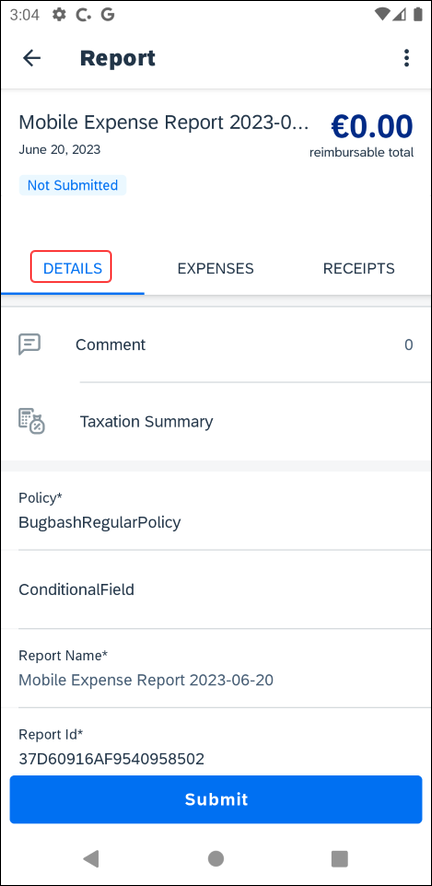 3:04
Report
Mobile Expense Report 2023-0...
€0.00
June 20, 2023
reimbursable total
Not Submitted
DETAILS
EXPENSES
RECEIPTS
Comment
0
Taxation Summary
Policy*
BugbashRegularPolicy
ConditionalField
Report Name*
Mobile Expense Report 2023-06-20
Report Id*
37D60916AF9540958502
Submit